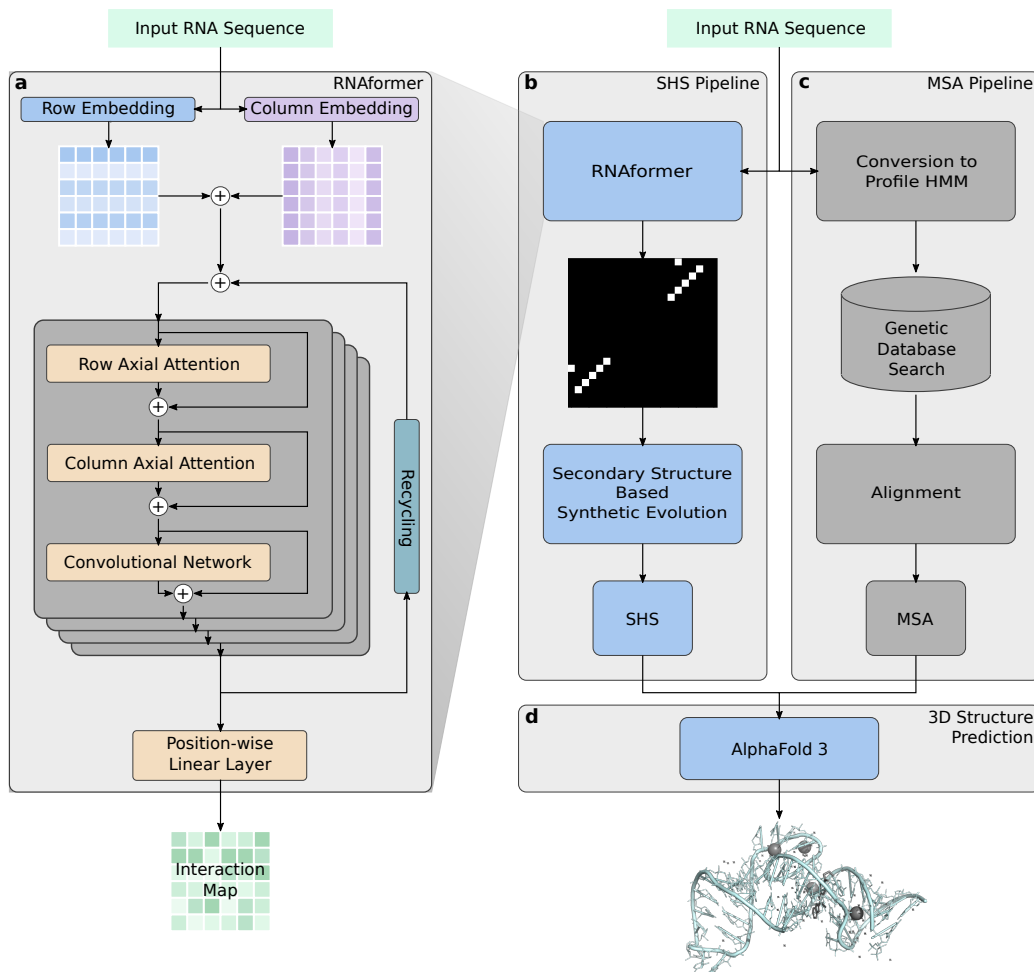 Input RNA Sequence
a
RNAformer
Row Embedding
Column Embedding
Row Axial Attention
Column Axial Attention
Convolutional Network
Recycling
Position-wise
Linear Layer
Interaction
Map
Input RNA Sequence
b
SHS Pipeline
RNAformer
Secondary Structure
Based
Synthetic Evolution
SHS
c
MSA Pipeline
Conversion to
Profile HMM
Genetic
Database
Search
Alignment
MSA
d
3D Structure
Prediction
AlphaFold 3